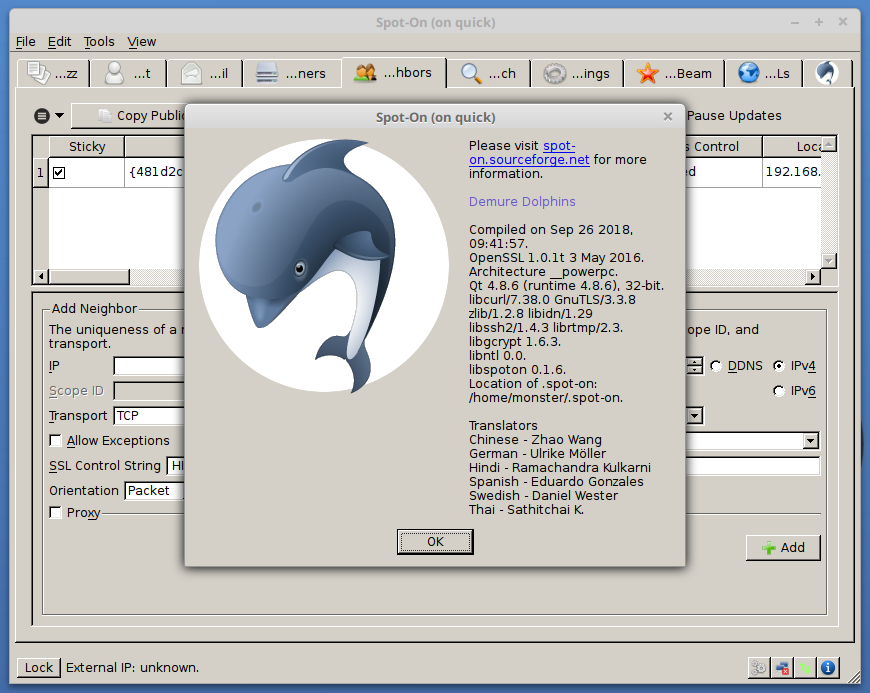 Spot-On (on quick)
File Edit Tools View
...zz ...t ...il ...ners ...hbors ...ch ...ings ...Beam ...Ls
Copy Public
Pause Updates
Spot-On (on quick)
Sticky
s Control
Loca
1
{481d2c
ed
192.168.
Please visit spot-
on.sourceforge.net for more
information.
Demure Dolphins
Compiled on Sep 26 2018,
09:41:57.
OpenSSL 1.0.1t 3 May 2016.
Architecture __powerpc.
Qt 4.8.6 (runtime 4.8.6), 32-bit.
libcurl/7.38.0 GnuTLS/3.3.8
zlib/1.2.8 libidn/1.29
libssh2/1.4.3 librtmp/2.3.
libgcrypt 1.6.3.
libntl 0.0.
libspoton 0.1.6.
Location of .spot-on:
/home/monster/.spot-on.
Translators
Chinese - Zhao Wang
German - Ulrike Möller
Hindi - Ramachandra Kulkarni
Spanish - Eduardo Gonzales
Swedish - Daniel Wester
Thai - Sathitchai K.
OK
Add Neighbor
The uniqueness of a
ope ID, and
transport.
IP
DDNS IPv4
Scope ID
IPv6
Transport TCP
Allow Exceptions
SSL Control String HI
Orientation Packet
Proxy
Add
Lock External IP: unknown.